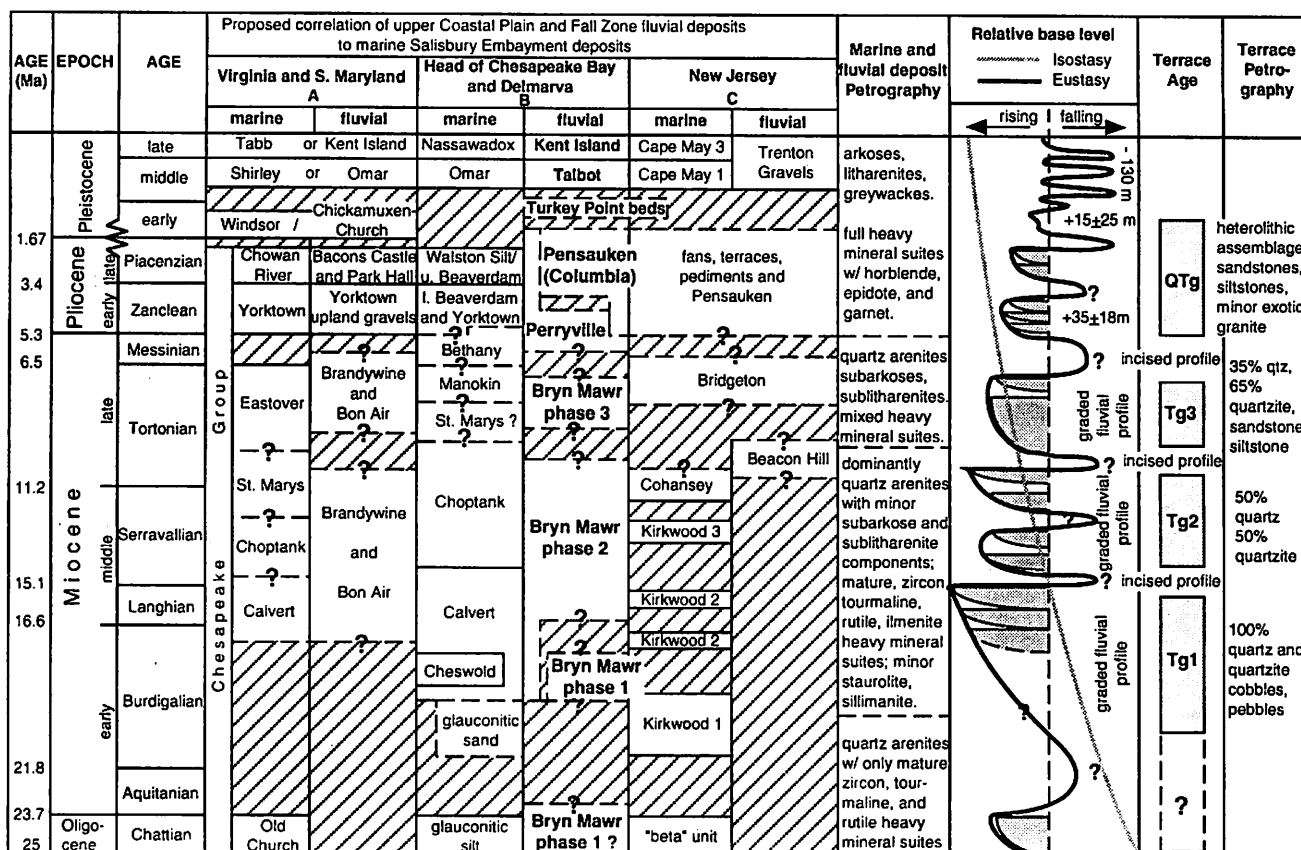 Proposed correlation of upper Coastal Plain and Fall Zone fluvial deposits
to marine Salisbury Embayment deposits
AGE
(Ma)
EPOCH
AGE
Virginia and S. Maryland
A
Head of Chesapeake Bay
and Delmarva
B
New Jersey
C
marine
fluvial
marine
fluvial
marine
fluvial
Marine and
fluvial deposit
Petrography
Relative base level
Isostasy
Eustasy
rising
falling
Terrace
Age
Terrace
Petro-
graphy
1.67
3.4
5.3
6.5
11.2
15.1
16.6
21.8
23.7
25
Pleistocene
Pliocene
late
early
Miocene
late
middle
early
Oligo-
cene
late
middle
early
Piacenzian
Zanclean
Messinian
Tortonian
Serravallian
Langhian
Burdigalian
Aquitanian
Chattian
Chesapeake Group
Tabb or Kent Island
Shirley or Omar
Windsor /
Chickamuxen-
Church
Chowan
River
Yorktown
Eastover
?
St. Marys
?
Choptank
?
Calvert
Old
Church
Bacons Castle
and Park Hall
Yorktown
upland gravels
?
Brandywine
and
Bon Air
?
?
Brandywine
and
Bon Air
?
Nassawadox
Omar
Walston Silt/
u. Beaverdam
l. Beaverdam
and Yorktown
?
Bethany
?
Manokin
?
St. Marys ?
?
Choptank
Calvert
Cheswold
glauconitic
sand
glauconitic
silt
Kent Island
Talbot
Turkey Point beds
Pensauken
(Columbia)
Perryville
?
?
Bryn Mawr
phase 3
?
?
Bryn Mawr
phase 2
?
?
Bryn Mawr
phase 1
?
?
Bryn Mawr
phase 1 ?
Cape May 3
Cape May 1
Trenton
Gravels
fans, terraces,
pediments and
Pensauken
?
?
Bridgeton
?
?
Beacon Hill
?
?
Cohansey
Kirkwood 3
Kirkwood 2
Kirkwood 2
Kirkwood 1
"beta" unit
arkoses,
litharenites,
greywackes.
full heavy
mineral suites
w/ horblende,
epidote, and
garnet.
quartz arenites
subarkoses,
sublitharenites.
mixed heavy
mineral suites.
dominantly
quartz arenites
with minor
subarkose and
sublitharenite
components;
mature, zircon
tourmaline,
rutile, ilmenite
heavy mineral
suites; minor
staurolite,
sillimanite.
quartz arenites
w/ only mature
zircon, tour-
maline, and
rutile heavy
mineral suites
- 130 m
+15±25 m
?
+35±18m
?
incised profile
graded
fluvial
profile
?
incised profile
?
graded fluvial
profile
?
incised profile
graded fluvial
profile
?
?
QTg
Tg3
Tg2
Tg1
?
heterolithic
assemblage
sandstones,
siltstones,
minor exotic
granite
35% qtz,
65%
quartzite,
sandstone
siltstone
50%
quartz
50%
quartzite
100%
quartz and
quartzite
cobbles,
pebbles